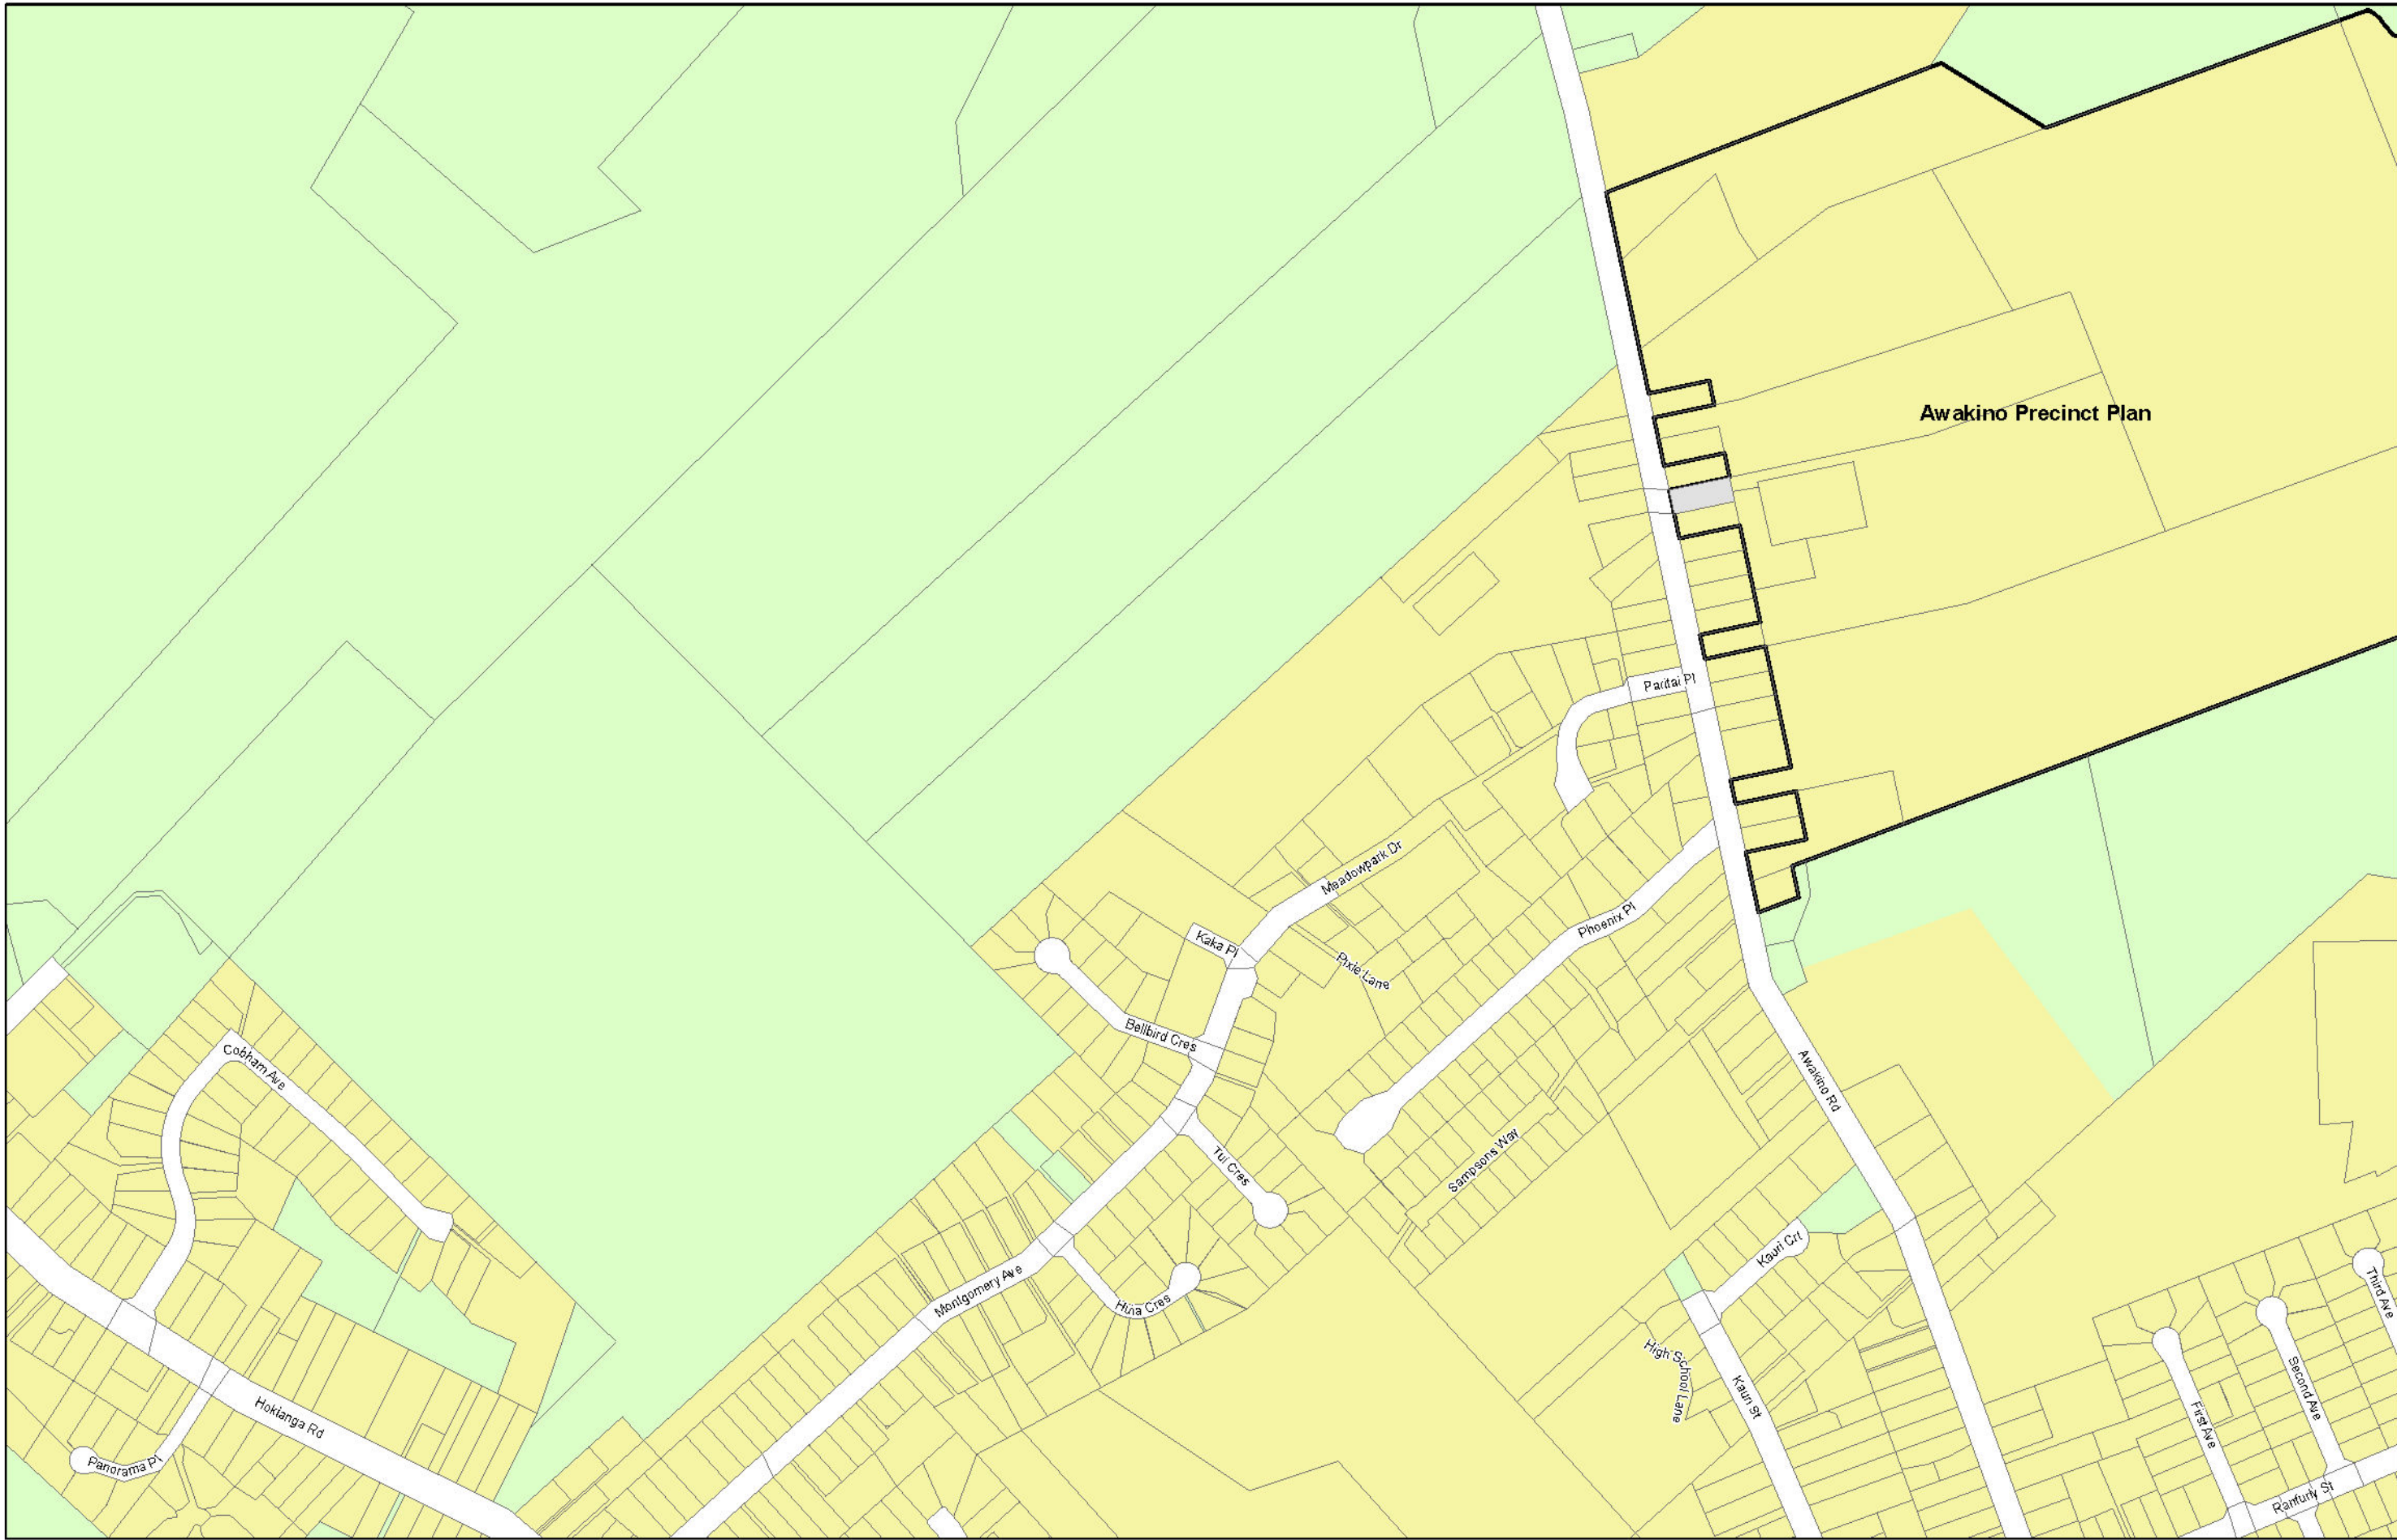 Awakino Precinct Plan
Paritai Pl
Meadowpark Dr
Phoenix Pl
Kaka Pl
Pixie Lane
Bellbird Cres
Cobham Ave
Awakino Rd
Tui Cres
Sampsons Way
Kauri Crt
Montgomery Ave
Huia Cres
Third Ave
High School Lane
Kauri St
Second Ave
First Ave
Hokianga Rd
Panorama Pl
Ranfurly St